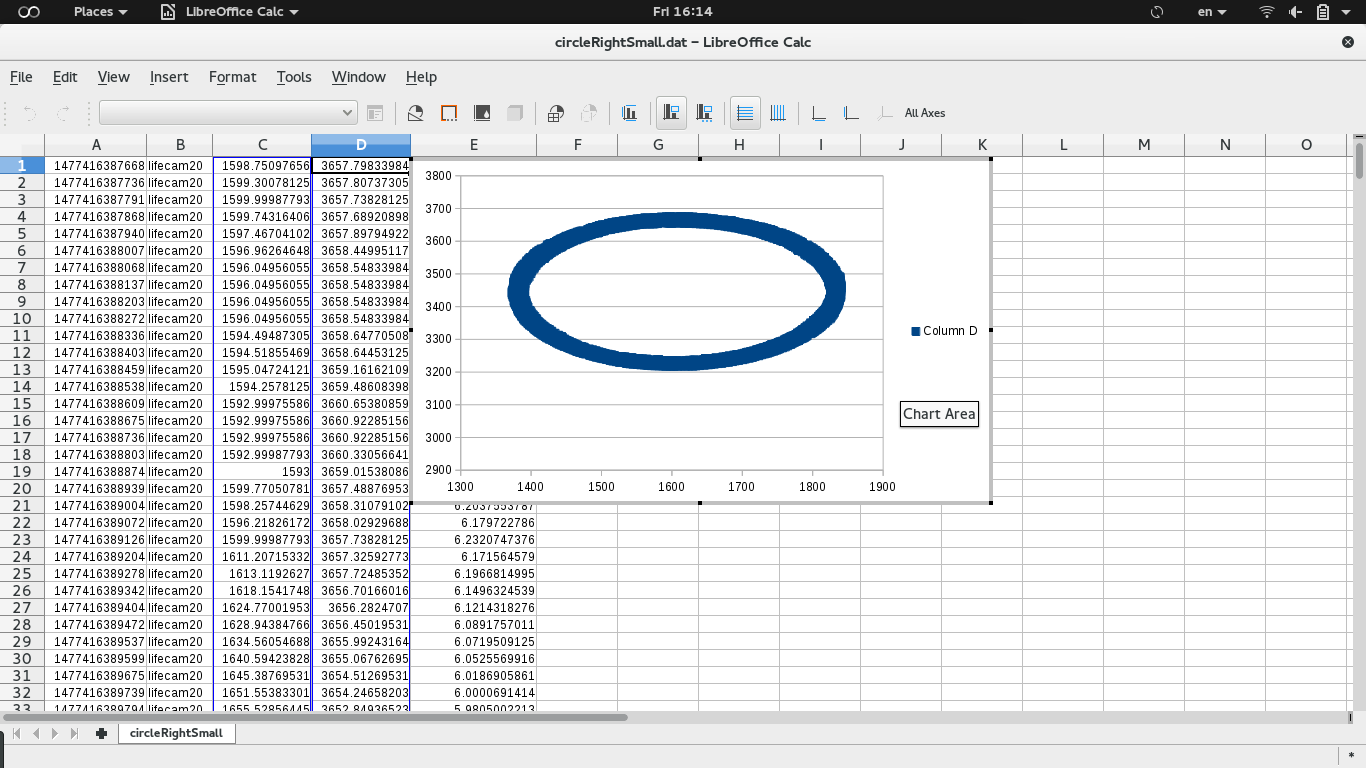 Places LibreOffice Calc Fri 16:14 en
circleRightSmall.dat – LibreOffice Calc
File Edit View Insert Format Tools Window Help
All Axes
A B C D E F G H I J K L M N O
1 1477416387668 lifecam20 1598.75097656 3657.79833984
2 1477416387736 lifecam20 1599.30078125 3657.80737305
3 1477416387791 lifecam20 1599.99987793 3657.73828125
4 1477416387868 lifecam20 1599.74316406 3657.68920898
5 1477416387940 lifecam20 1597.46704102 3657.89794922
6 1477416388007 lifecam20 1596.96264648 3658.44995117
7 1477416388068 lifecam20 1596.04956055 3658.54833984
8 1477416388137 lifecam20 1596.04956055 3658.54833984
9 1477416388203 lifecam20 1596.04956055 3658.54833984
10 1477416388272 lifecam20 1596.04956055 3658.54833984
11 1477416388336 lifecam20 1594.49487305 3658.64770508
12 1477416388403 lifecam20 1594.51855469 3658.64453125
13 1477416388459 lifecam20 1595.04724121 3659.16162109
14 1477416388538 lifecam20 1594.2578125 3659.48608398
15 1477416388609 lifecam20 1592.99975586 3660.65380859
16 1477416388675 lifecam20 1592.99975586 3660.92285156
17 1477416388736 lifecam20 1592.99975586 3660.92285156
18 1477416388803 lifecam20 1592.99987793 3660.33056641
19 1477416388874 lifecam20 1593 3659.01538086
20 1477416388939 lifecam20 1599.77050781 3657.48876953
21 1477416389004 lifecam20 1598.25744629 3658.31079102 6.2037553787
22 1477416389072 lifecam20 1596.21826172 3658.02929688 6.179722786
23 1477416389126 lifecam20 1599.99987793 3657.73828125 6.2320747376
24 1477416389204 lifecam20 1611.20715332 3657.32592773 6.171564579
25 1477416389278 lifecam20 1613.1192627 3657.72485352 6.1966814995
26 1477416389342 lifecam20 1618.1541748 3656.70166016 6.1496324539
27 1477416389404 lifecam20 1624.77001953 3656.2824707 6.1214318276
28 1477416389472 lifecam20 1628.94384766 3656.45019531 6.0891757011
29 1477416389537 lifecam20 1634.56054688 3655.99243164 6.0719509125
30 1477416389599 lifecam20 1640.59423828 3655.06762695 6.0525569916
31 1477416389675 lifecam20 1645.38769531 3654.51269531 6.0186905861
32 1477416389739 lifecam20 1651.55383301 3654.24658203 6.0000691414
33 1477416389794 lifecam20 1655.52856445 3652.84936523 5.9805002213
3800
3700
3600
3500
3400
3300
3200
3100
3000
2900
1300 1400 1500 1600 1700 1800 1900
Column D
Chart Area
circleRightSmall
*